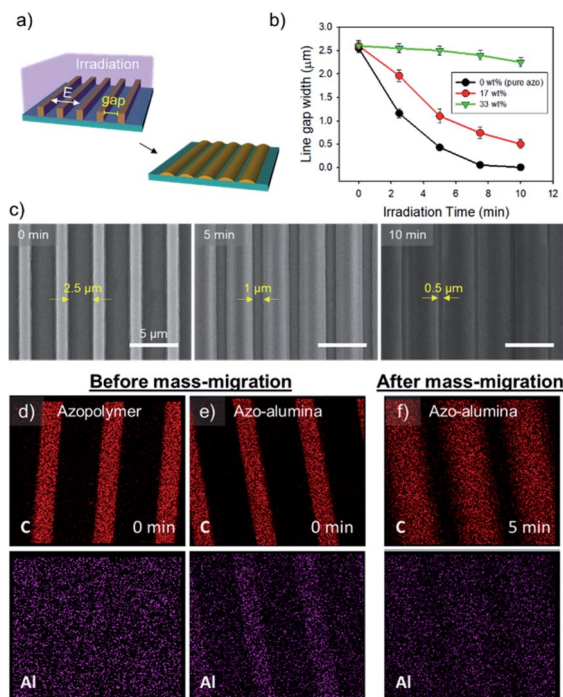 a)
Irradiation
E
gap
b)
Line gap width (μm)
3.0
2.5
2.0
1.5
1.0
0.5
0.0
0 wt% (pure azo)
17 wt%
33 wt%
0 2 4 6 8 10 12
Irradiation Time (min)
c)
0 min
2.5 μm
5 μm
5 min
1 μm
10 min
0.5 μm
Before mass-migration
After mass-migration
d) Azopolymer
C 0 min
Al
e) Azo-alumina
C 0 min
Al
f) Azo-alumina
C 5 min
Al